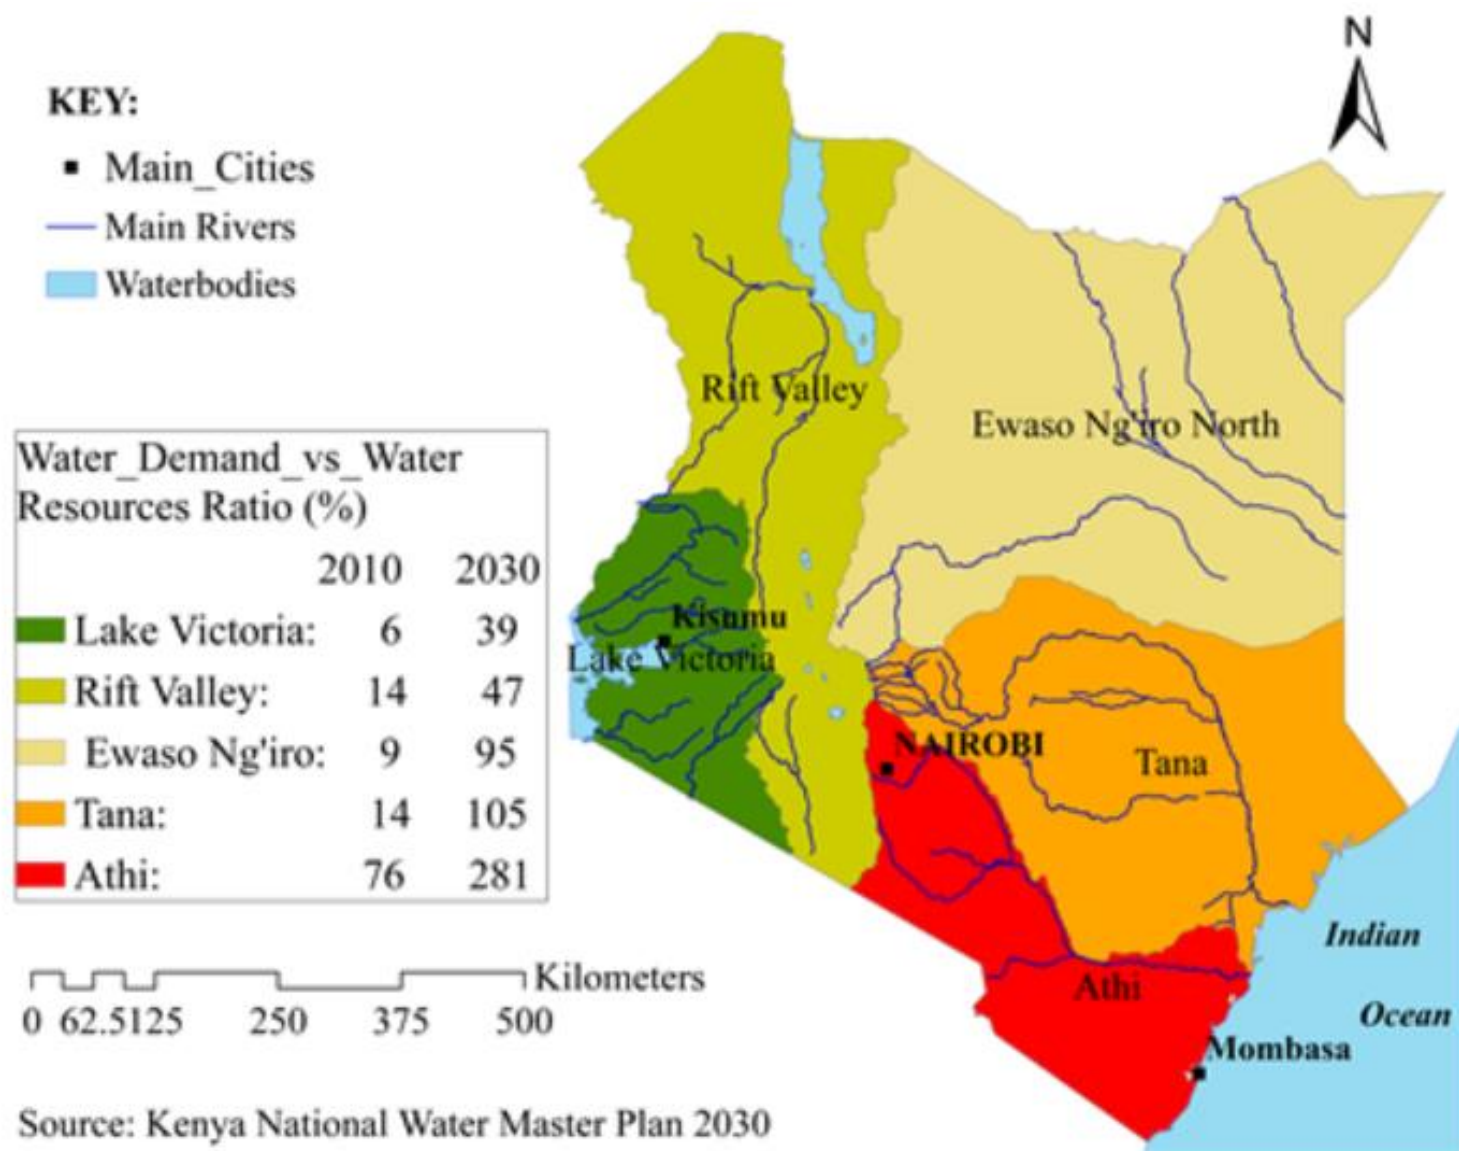 N
KEY:
Main_Cities
Main Rivers
Waterbodies
Water_Demand_vs_Water
Resources Ratio (%)
2010 2030
Lake Victoria: 6 39
Rift Valley: 14 47
Ewaso Ng'iro: 9 95
Tana: 14 105
Athi: 76 281
Rift Valley
Ewaso Ng'iro North
Kisumu
Lake Victoria
NAIROBI
Tana
Indian
Ocean
Athi
Mombasa
Kilometers
0 62.5125 250 375 500
Source: Kenya National Water Master Plan 2030